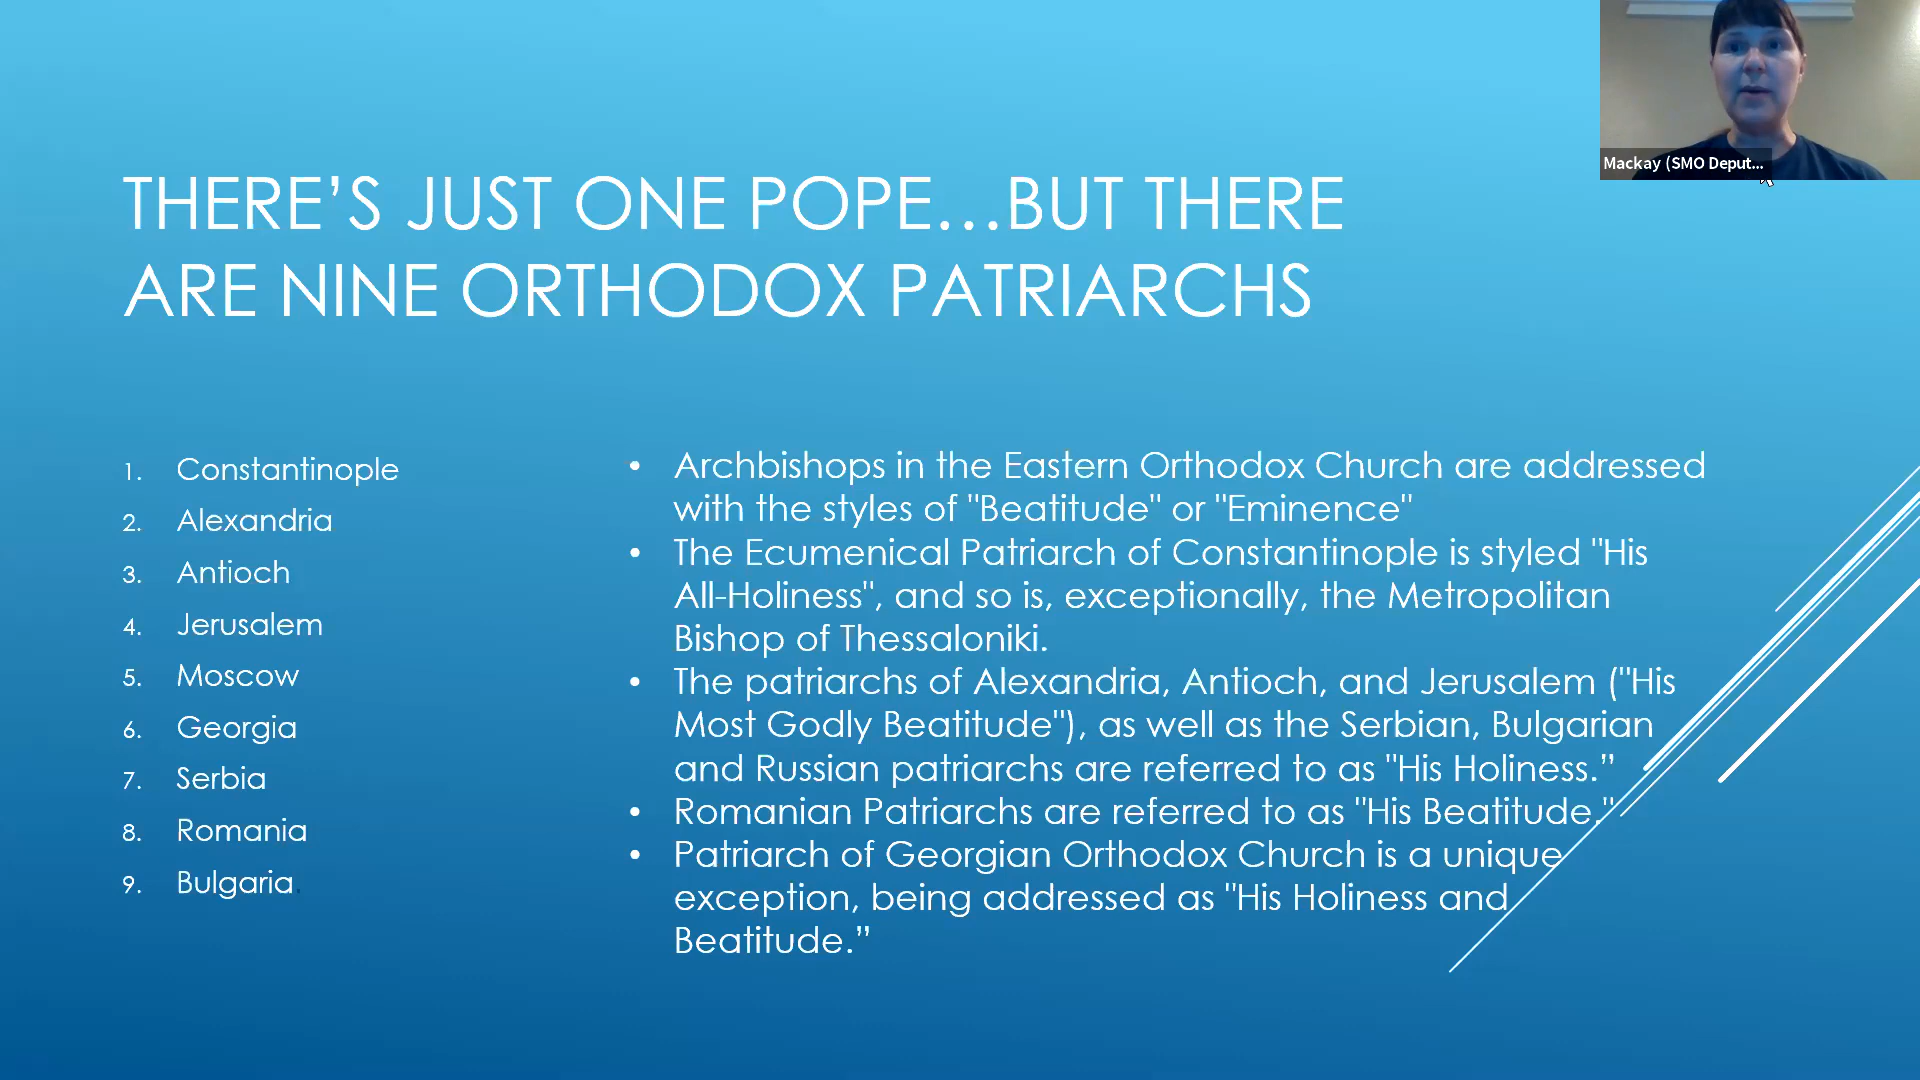 Mackay (SMO Deput...
THERE’S JUST ONE POPE…BUT THERE
ARE NINE ORTHODOX PATRIARCHS
1. Constantinople
2. Alexandria
3. Antioch
4. Jerusalem
5. Moscow
6. Georgia
7. Serbia
8. Romania
9. Bulgaria.
• Archbishops in the Eastern Orthodox Church are addressed
with the styles of "Beatitude" or "Eminence"
• The Ecumenical Patriarch of Constantinople is styled "His
All-Holiness", and so is, exceptionally, the Metropolitan
Bishop of Thessaloniki.
• The patriarchs of Alexandria, Antioch, and Jerusalem ("His
Most Godly Beatitude"), as well as the Serbian, Bulgarian
and Russian patriarchs are referred to as "His Holiness.”
• Romanian Patriarchs are referred to as "His Beatitude."
• Patriarch of Georgian Orthodox Church is a unique
exception, being addressed as "His Holiness and
Beatitude.”